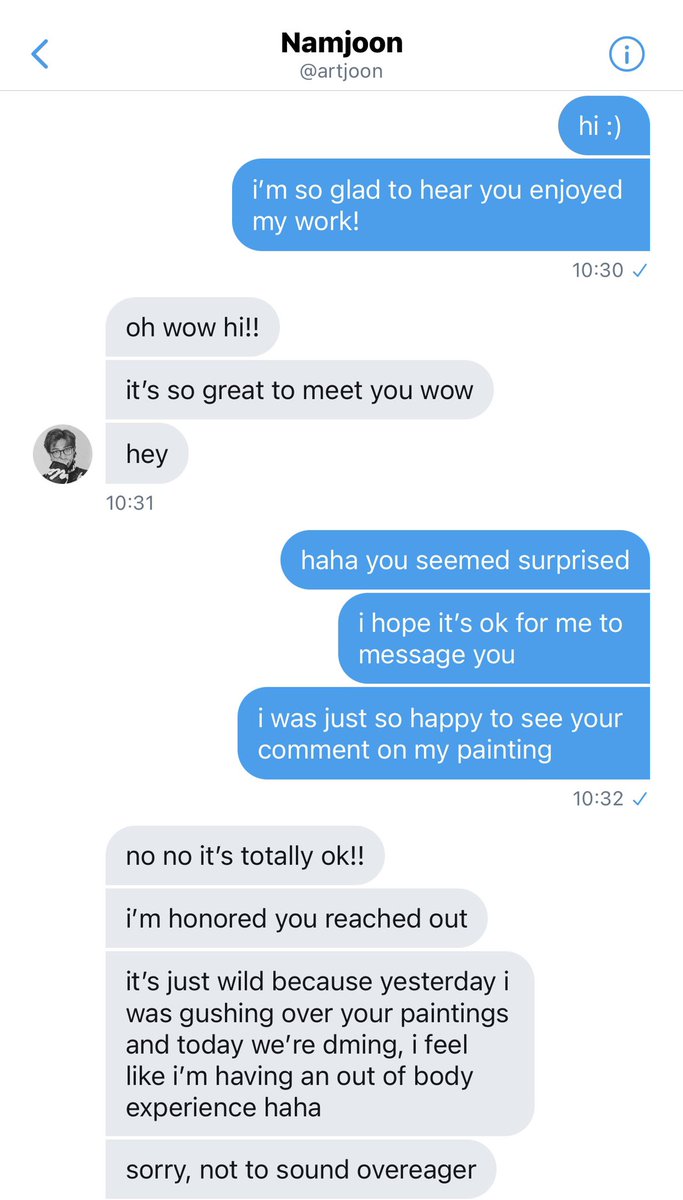 Namjoon
@artjoon
hi :)
i’m so glad to hear you enjoyed
my work!
10:30 ✓
oh wow hi!!
it’s so great to meet you wow
hey
10:31
haha you seemed surprised
i hope it’s ok for me to
message you
i was just so happy to see your
comment on my painting
10:32 ✓
no no it’s totally ok!!
i’m honored you reached out
it’s just wild because yesterday i
was gushing over your paintings
and today we’re dming, i feel
like i’m having an out of body
experience haha
sorry, not to sound overeager